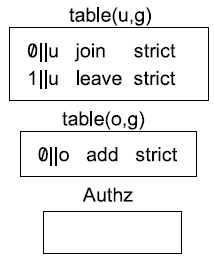 table(u,g)
0||u join strict
1||u leave strict
table(o,g)
0||o add strict
Authz